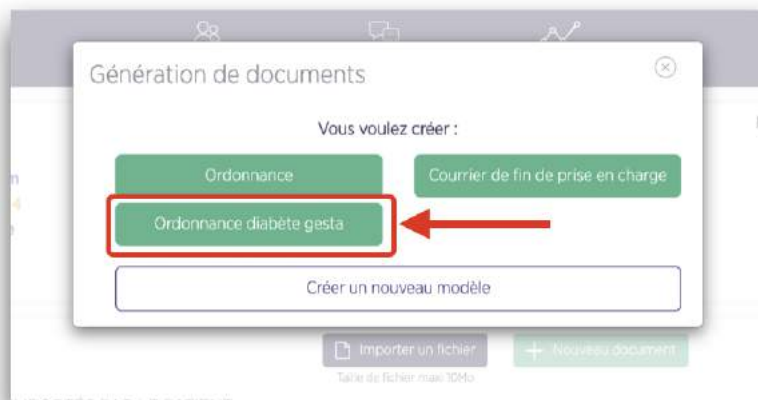 Génération de documents
Vous voulez créer :
Ordonnance
Courrier de fin de prise en charge
Ordonnance diabète gesta
Créer un nouveau modèle
Importer un fichier
+ Nouveau document
Taille de fichier maxi 10Mo